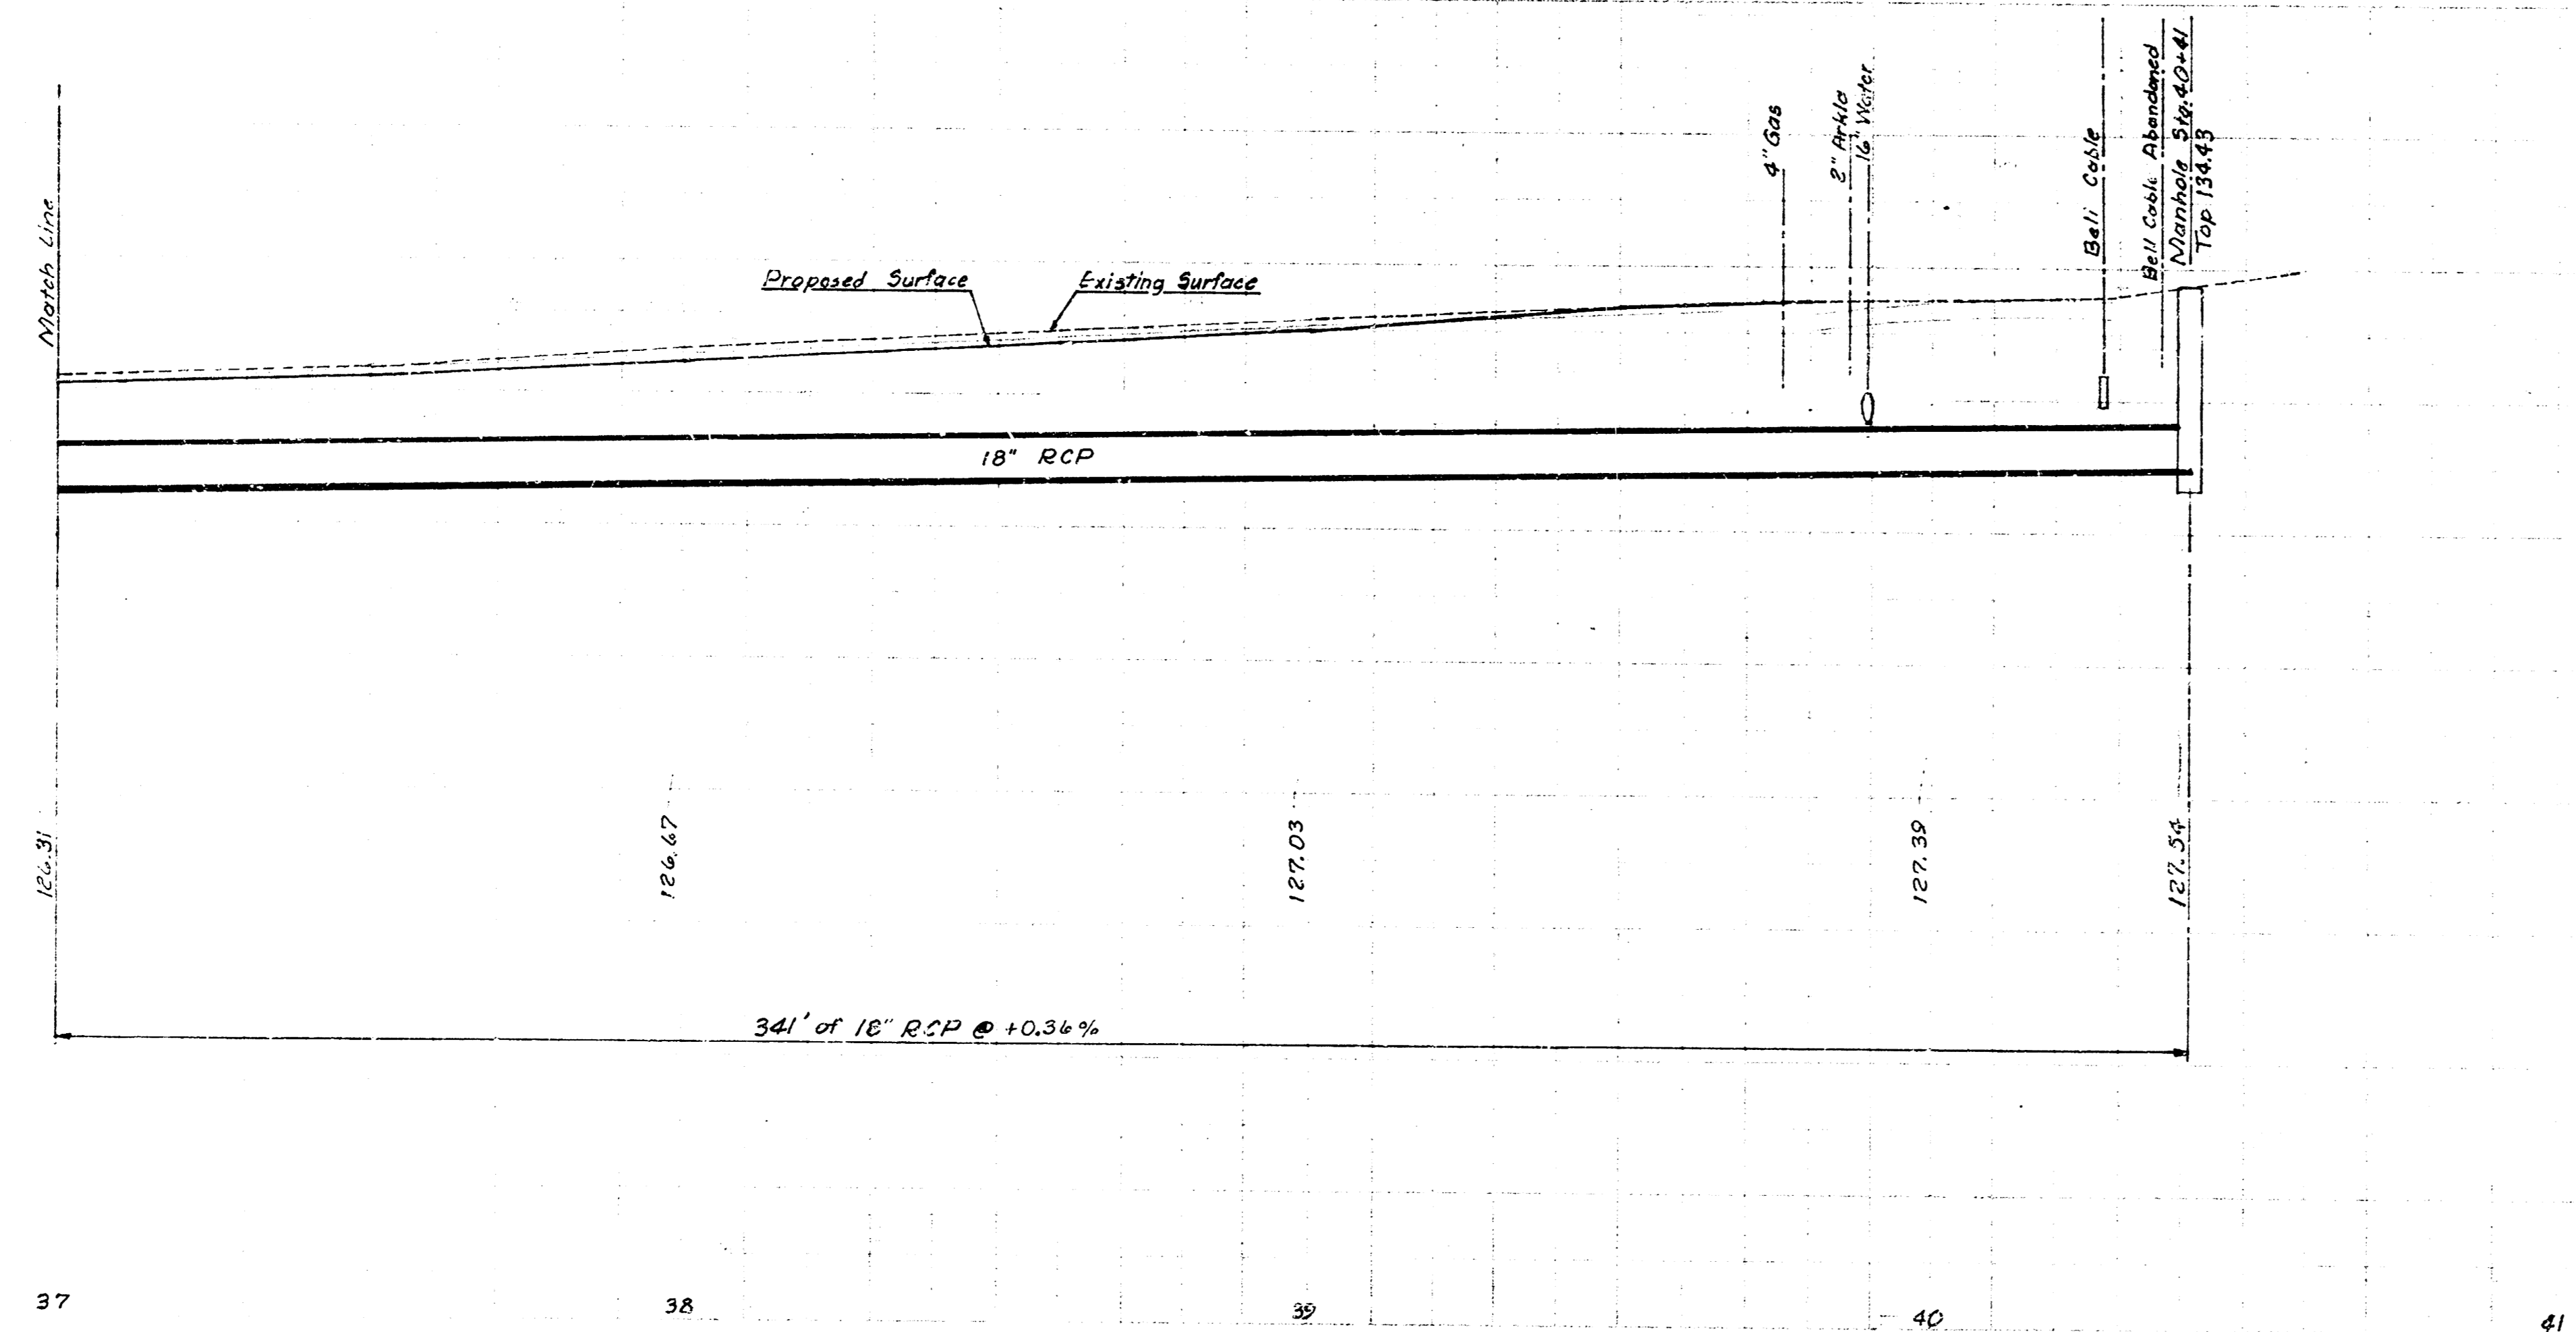 Match Line
Proposed Surface
Existing Surface
4" Gas
2" Arkla
16" Water
Bell Cable
Bell Cable Abandoned
Manhole Sta. 40+41
Top 134.43
18" RCP
126.31
126.67
127.03
127.39
127.54
341' of 18" RCP @ +0.36%
37
38
39
40
41